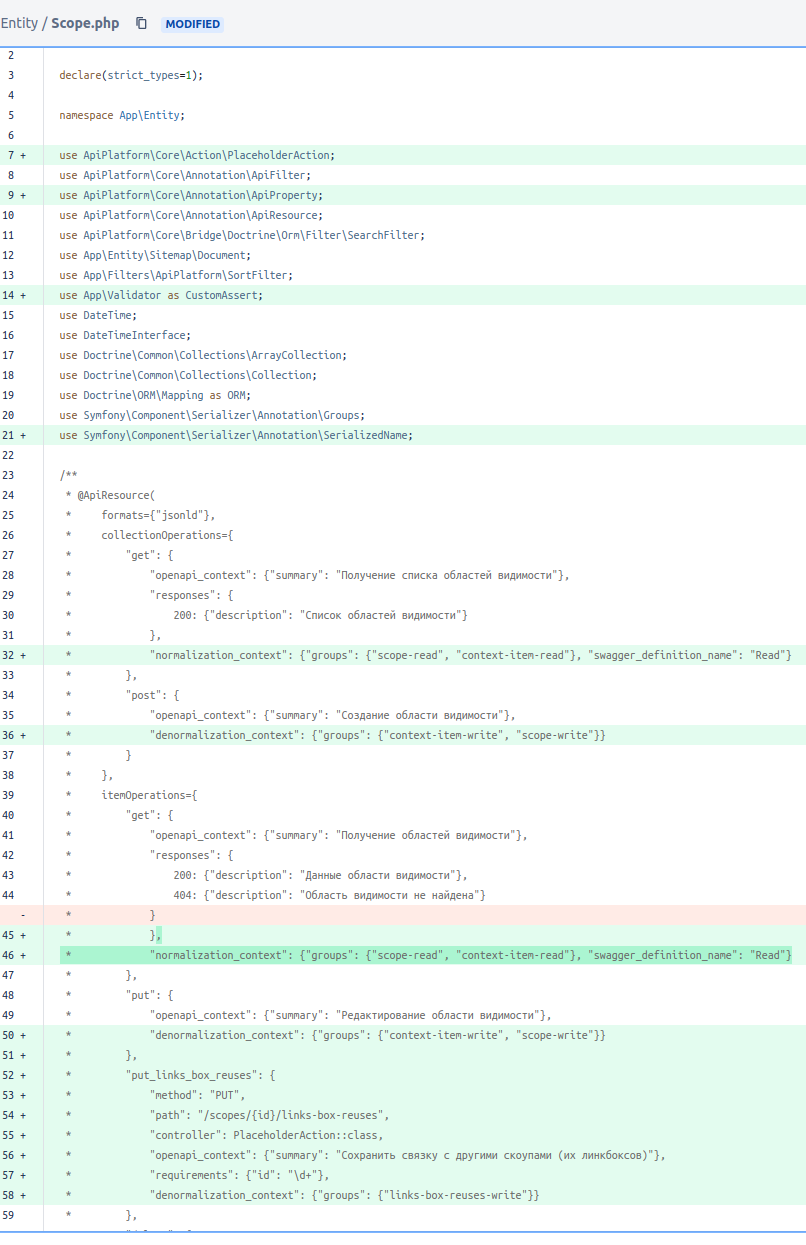 Entity / Scope.php MODIFIED
2
3 declare(strict_types=1);
4
5 namespace App\Entity;
6
7 + use ApiPlatform\Core\Action\PlaceholderAction;
8 use ApiPlatform\Core\Annotation\ApiFilter;
9 + use ApiPlatform\Core\Annotation\ApiProperty;
10 use ApiPlatform\Core\Annotation\ApiResource;
11 use ApiPlatform\Core\Bridge\Doctrine\Orm\Filter\SearchFilter;
12 use App\Entity\Sitemap\Document;
13 use App\Filters\ApiPlatform\SortFilter;
14 + use App\Validator as CustomAssert;
15 use DateTime;
16 use DateTimeInterface;
17 use Doctrine\Common\Collections\ArrayCollection;
18 use Doctrine\Common\Collections\Collection;
19 use Doctrine\ORM\Mapping as ORM;
20 use Symfony\Component\Serializer\Annotation\Groups;
21 + use Symfony\Component\Serializer\Annotation\SerializedName;
22
23 /**
24 * @ApiResource(
25 * formats={"jsonld"},
26 * collectionOperations={
27 * "get": {
28 * "openapi_context": {"summary": "Получение списка областей видимости"},
29 * "responses": {
30 * 200: {"description": "Список областей видимости"}
31 * },
32 + * "normalization_context": {"groups": {"scope-read", "context-item-read"}, "swagger_definition_name": "Read"}
33 * },
34 * "post": {
35 * "openapi_context": {"summary": "Создание области видимости"},
36 + * "denormalization_context": {"groups": {"context-item-write", "scope-write"}}
37 * }
38 * },
39 * itemOperations={
40 * "get": {
41 * "openapi_context": {"summary": "Получение областей видимости"},
42 * "responses": {
43 * 200: {"description": "Данные области видимости"},
44 * 404: {"description": "Область видимости не найдена"}
- * }
45 + * },
46 + * "normalization_context": {"groups": {"scope-read", "context-item-read"}, "swagger_definition_name": "Read"}
47 * },
48 * "put": {
49 * "openapi_context": {"summary": "Редактирование области видимости"},
50 + * "denormalization_context": {"groups": {"context-item-write", "scope-write"}}
51 + * },
52 + * "put_links_box_reuses": {
53 + * "method": "PUT",
54 + * "path": "/scopes/{id}/links-box-reuses",
55 + * "controller": PlaceholderAction::class,
56 + * "openapi_context": {"summary": "Сохранить связку с другими скоупами (их линкбоксов)"},
57 + * "requirements": {"id": "\d+"},
58 + * "denormalization_context": {"groups": {"links-box-reuses-write"}}
59 * },